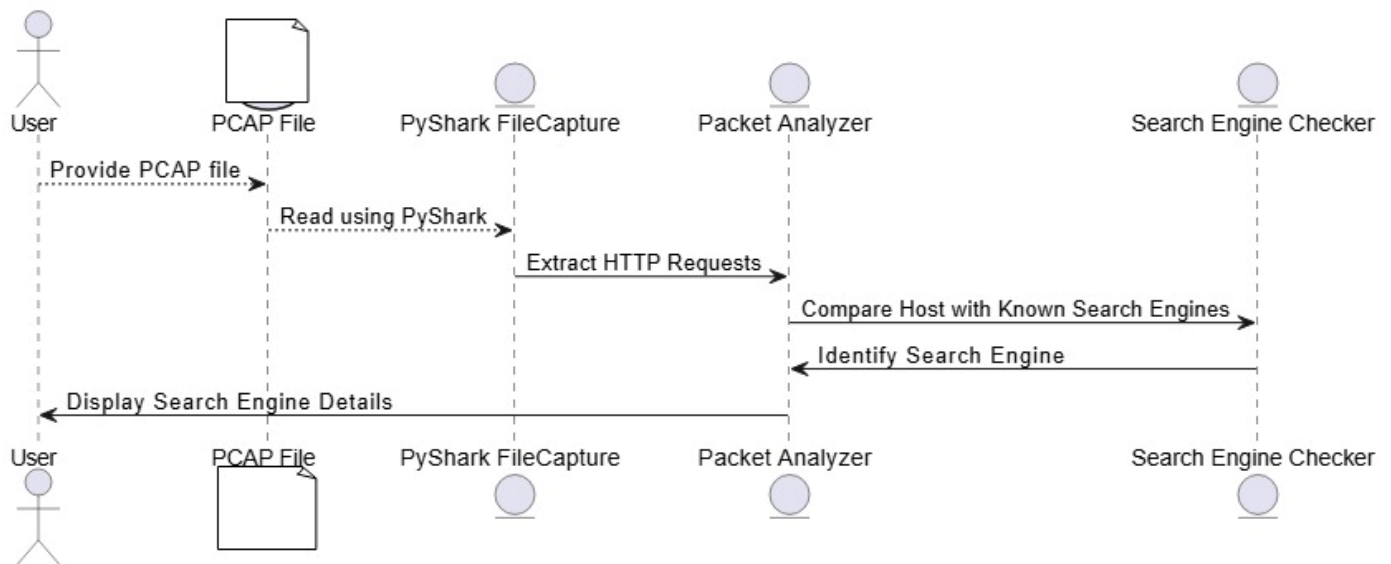 User PCAP File PyShark FileCapture Packet Analyzer Search Engine Checker
Provide PCAP file
Read using PyShark
Extract HTTP Requests
Compare Host with Known Search Engines
Identify Search Engine
Display Search Engine Details
User PCAP File PyShark FileCapture Packet Analyzer Search Engine Checker